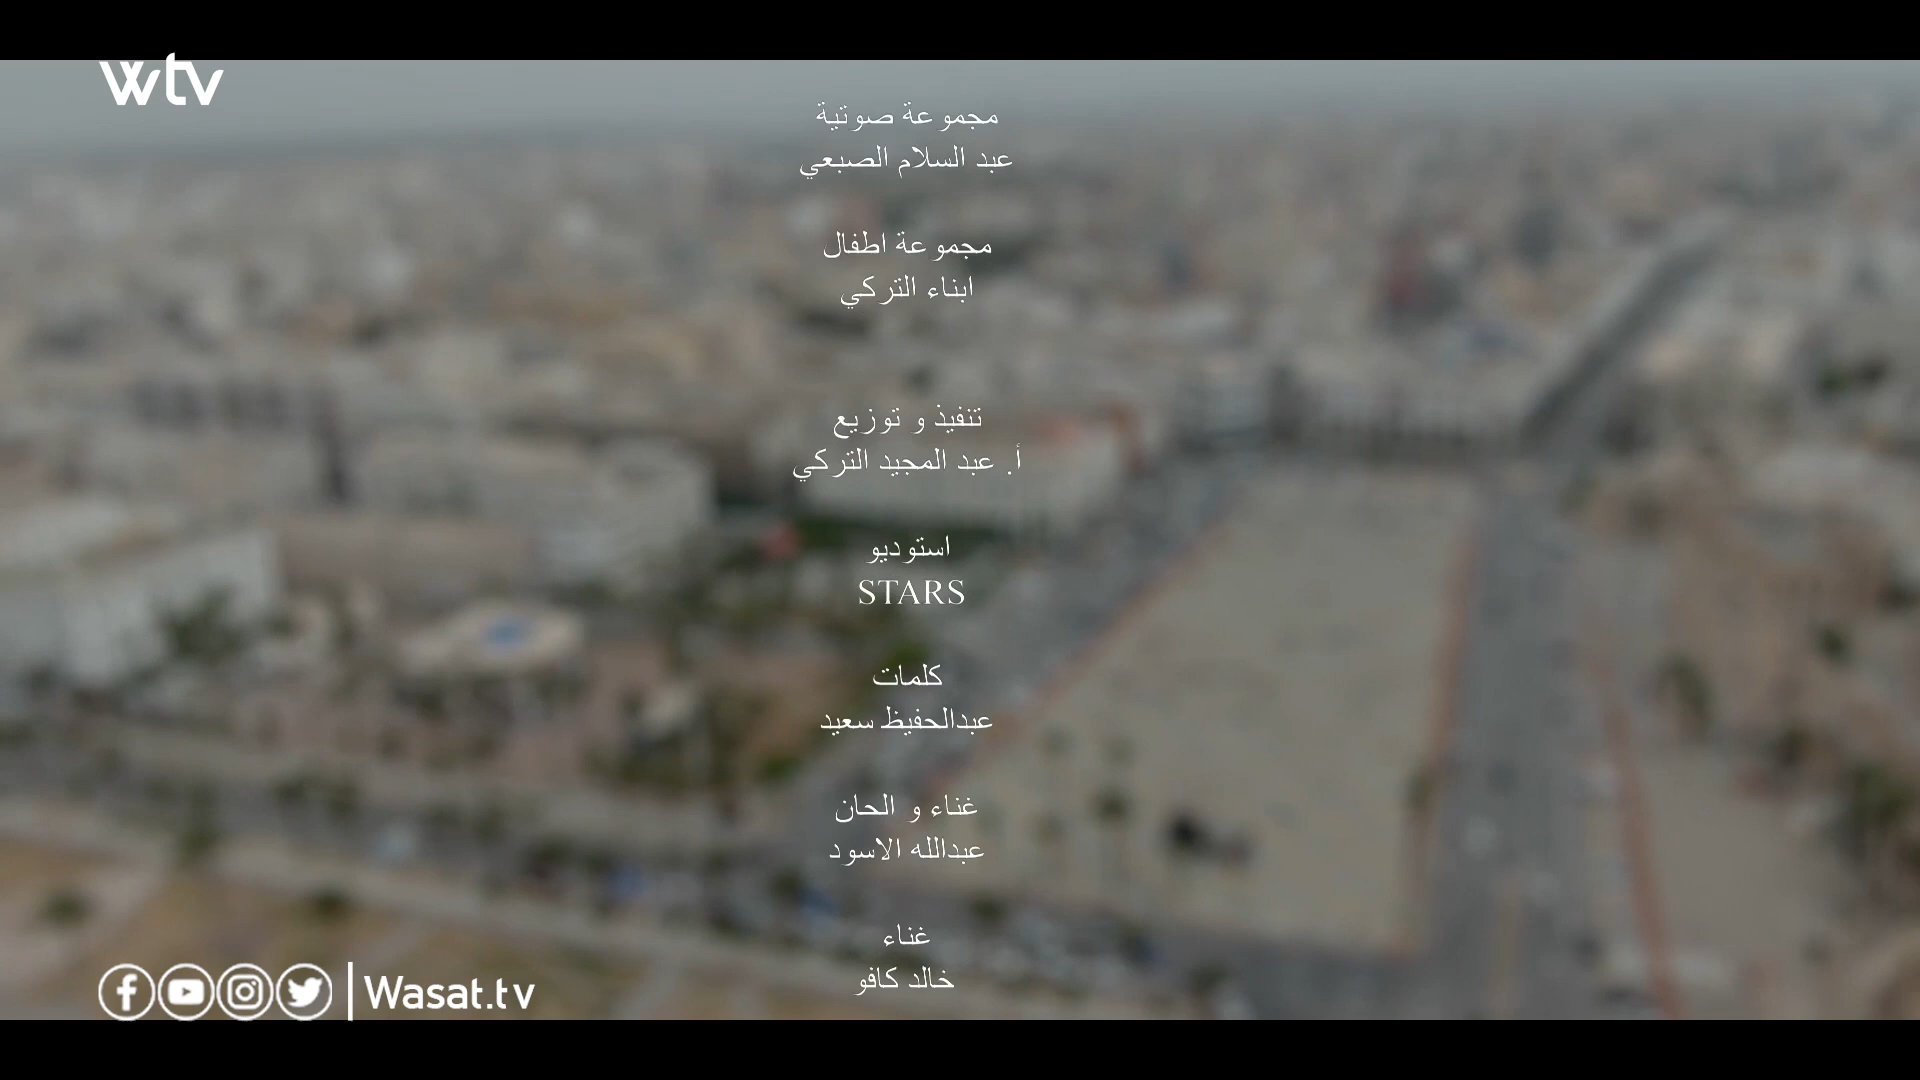 wtv
مجموعة صوتية
عبد السلام الصبعي
مجموعة اطفال
ابناء التركي
تنفيذ و توزيع
أ. عبد المجيد التركي
استوديو
STARS
كلمات
عبدالحفيظ سعيد
غناء و الحان
عبدالله الاسود
غناء
خالد كافو
Wasat.tv